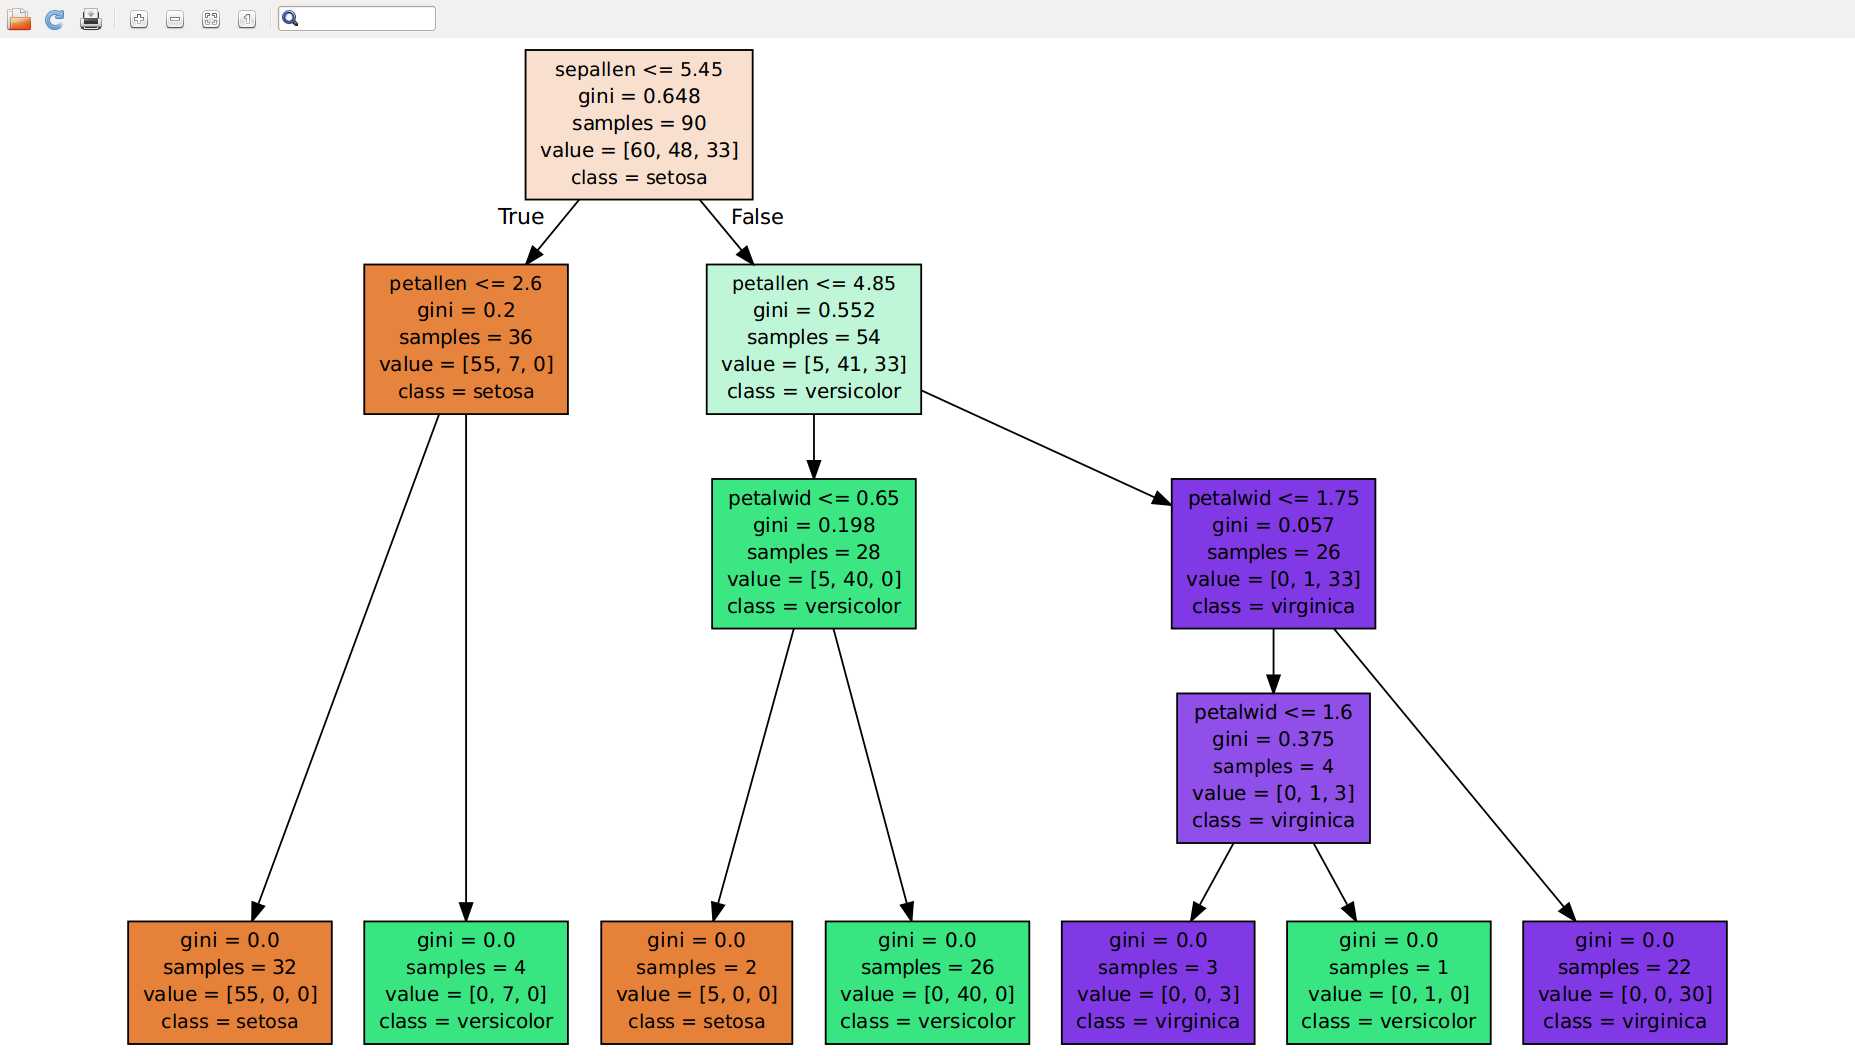 1
sepallen <= 5.45
gini = 0.648
samples = 90
value = [60, 48, 33]
class = setosa
True
False
petallen <= 2.6
gini = 0.2
samples = 36
value = [55, 7, 0]
class = setosa
petallen <= 4.85
gini = 0.552
samples = 54
value = [5, 41, 33]
class = versicolor
petalwid <= 0.65
gini = 0.198
samples = 28
value = [5, 40, 0]
class = versicolor
petalwid <= 1.75
gini = 0.057
samples = 26
value = [0, 1, 33]
class = virginica
petalwid <= 1.6
gini = 0.375
samples = 4
value = [0, 1, 3]
class = virginica
gini = 0.0
samples = 32
value = [55, 0, 0]
class = setosa
gini = 0.0
samples = 4
value = [0, 7, 0]
class = versicolor
gini = 0.0
samples = 2
value = [5, 0, 0]
class = setosa
gini = 0.0
samples = 26
value = [0, 40, 0]
class = versicolor
gini = 0.0
samples = 3
value = [0, 0, 3]
class = virginica
gini = 0.0
samples = 1
value = [0, 1, 0]
class = versicolor
gini = 0.0
samples = 22
value = [0, 0, 30]
class = virginica